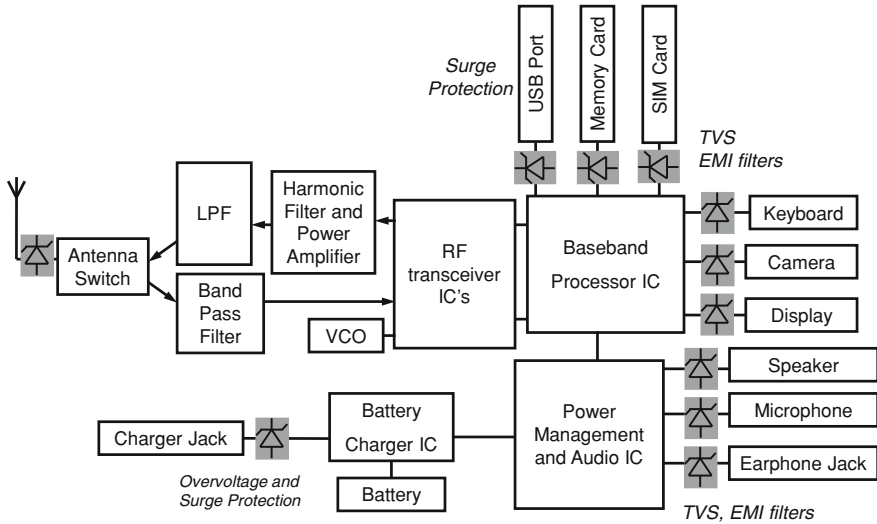 Surge
Protection
USB Port
Memory Card
SIM Card
TVS
EMI filters
LPF
Harmonic
Filter and
Power
Amplifier
Antenna
Switch
Band
Pass
Filter
RF
transceiver
IC's
VCO
Baseband
Processor IC
Keyboard
Camera
Display
Speaker
Microphone
Earphone Jack
Power
Management
and Audio IC
Battery
Charger IC
Charger Jack
Battery
Overvoltage and
Surge Protection
TVS, EMI filters